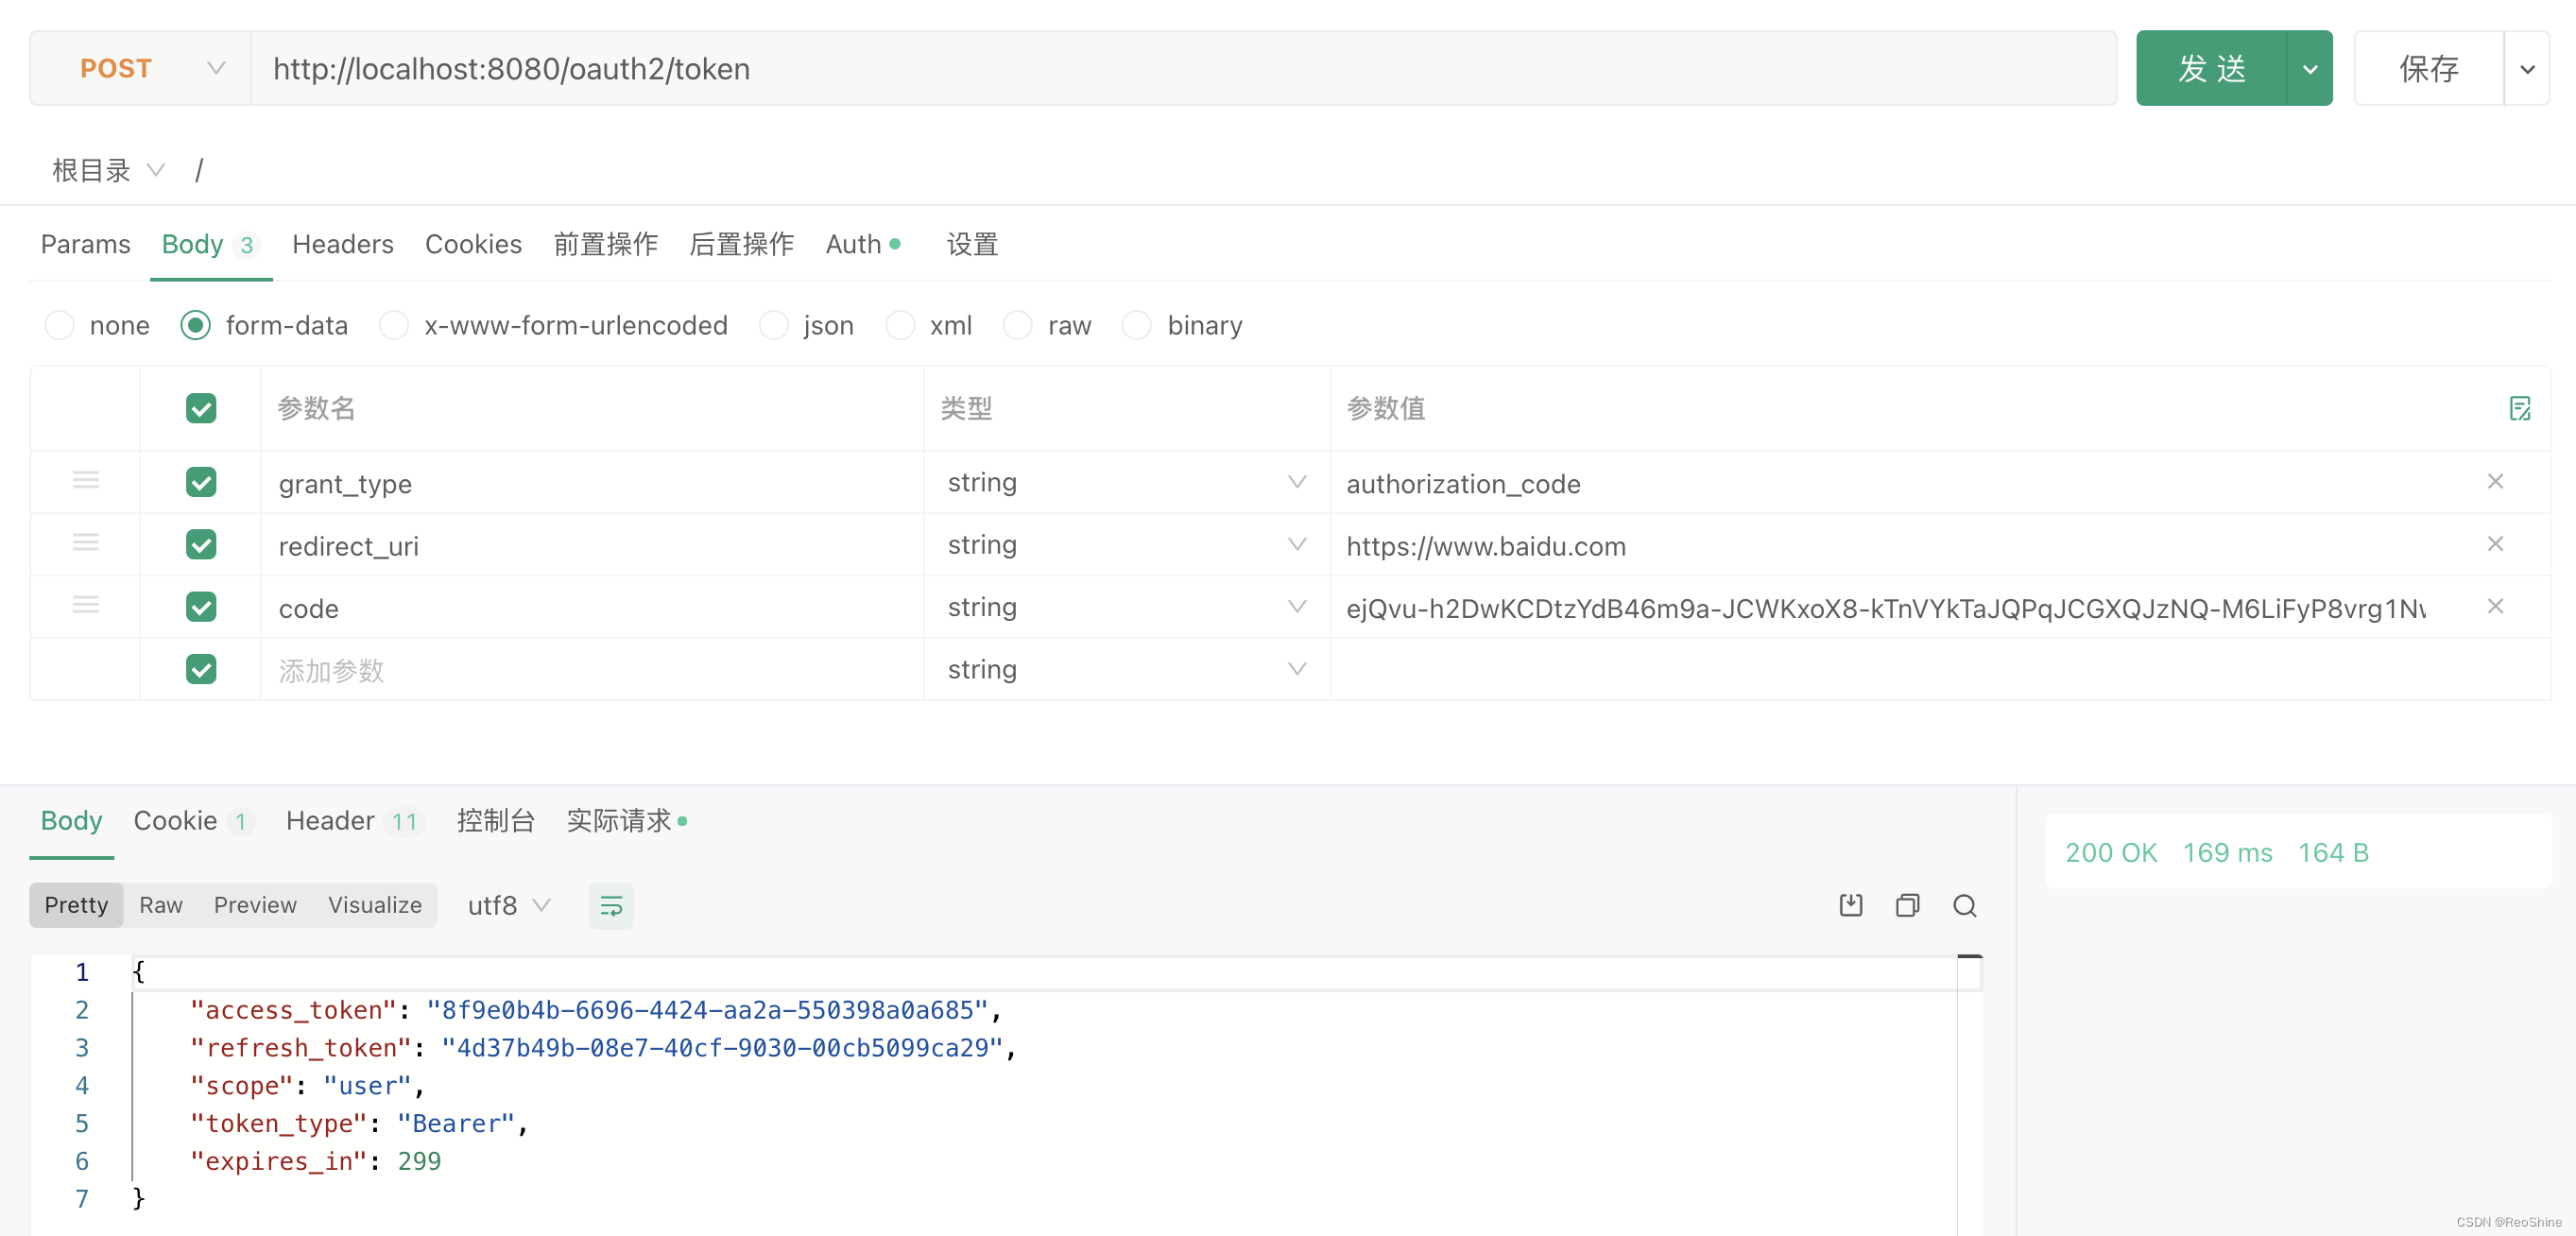 POST http://localhost:8080/oauth2/token 发 送 保存
根目录 /
Params Body 3 Headers Cookies 前置操作 后置操作 Auth 设置
none form-data x-www-form-urlencoded json xml raw binary
参数名 类型 参数值
grant_type string authorization_code
redirect_uri string https://www.baidu.com
code string ejQvu-h2DwKCDtzYdB46m9a-JCWKxoX8-kTnVYkTaJQPqJCGXQJzNQ-M6LiFyP8vrg1Nv
添加参数 string
Body Cookie 1 Header 11 控制台 实际请求
200 OK 169 ms 164 B
Pretty Raw Preview Visualize utf8
1 {
2 "access_token": "8f9e0b4b-6696-4424-aa2a-550398a0a685",
3 "refresh_token": "4d37b49b-08e7-40cf-9030-00cb5099ca29",
4 "scope": "user",
5 "token_type": "Bearer",
6 "expires_in": 299
7 }
CSDN @ReoShine